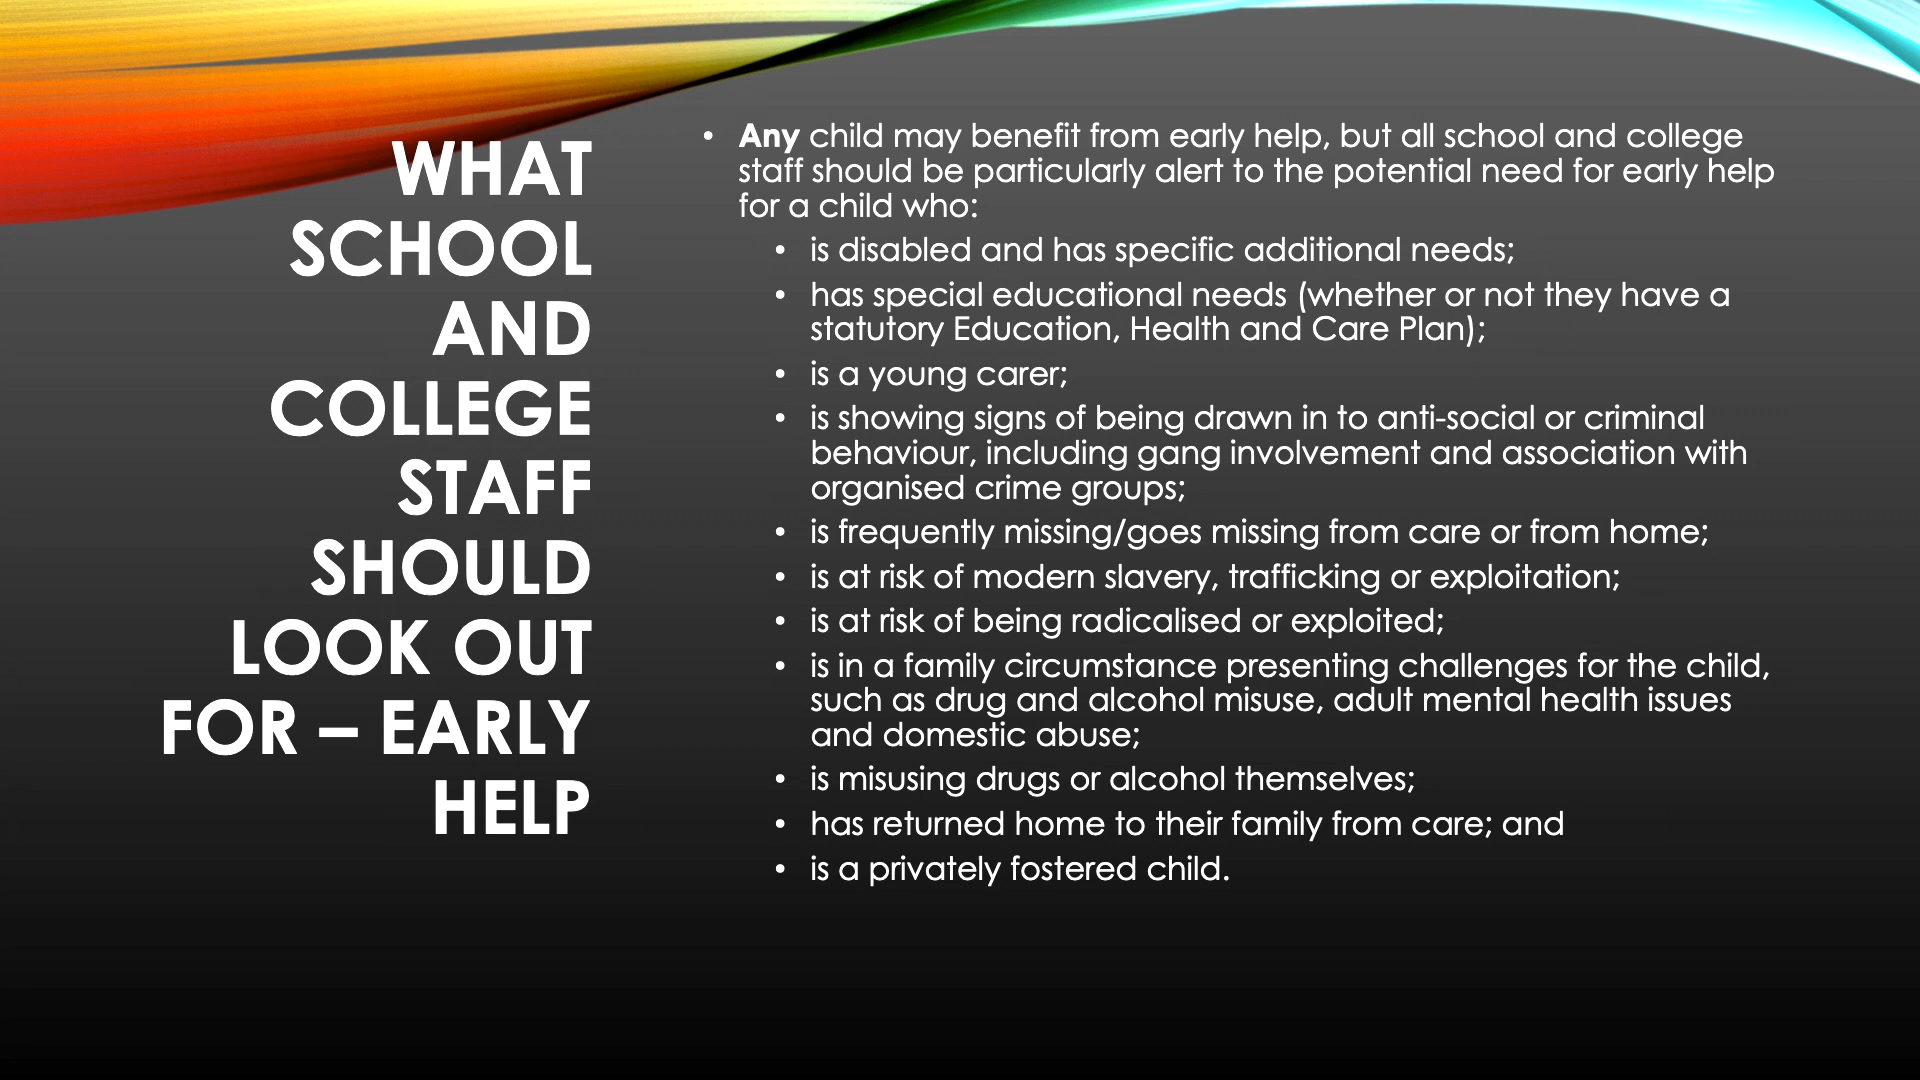 WHAT
SCHOOL
AND
COLLEGE
STAFF
SHOULD
LOOK OUT
FOR – EARLY
HELP
• Any child may benefit from early help, but all school and college
staff should be particularly alert to the potential need for early help
for a child who:
• is disabled and has specific additional needs;
• has special educational needs (whether or not they have a
statutory Education, Health and Care Plan);
• is a young carer;
• is showing signs of being drawn in to anti-social or criminal
behaviour, including gang involvement and association with
organised crime groups;
• is frequently missing/goes missing from care or from home;
• is at risk of modern slavery, trafficking or exploitation;
• is at risk of being radicalised or exploited;
• is in a family circumstance presenting challenges for the child,
such as drug and alcohol misuse, adult mental health issues
and domestic abuse;
• is misusing drugs or alcohol themselves;
• has returned home to their family from care; and
• is a privately fostered child.